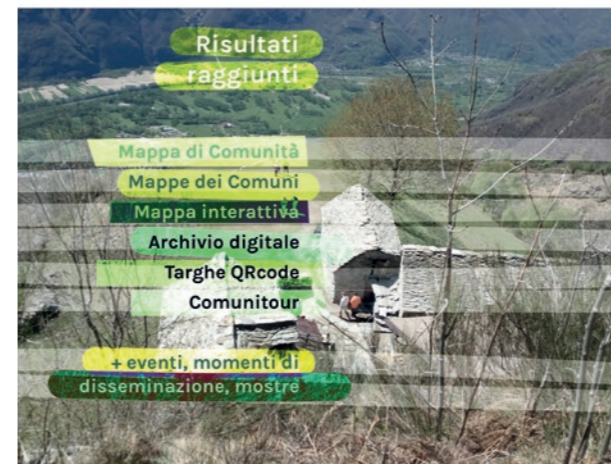 Risultati
raggiunti
Mappa di Comunità
Mappe dei Comuni
Mappa interattiva
Archivio digitale
Targhe QRcode
Comunitour
+ eventi, momenti di
disseminazione, mostre